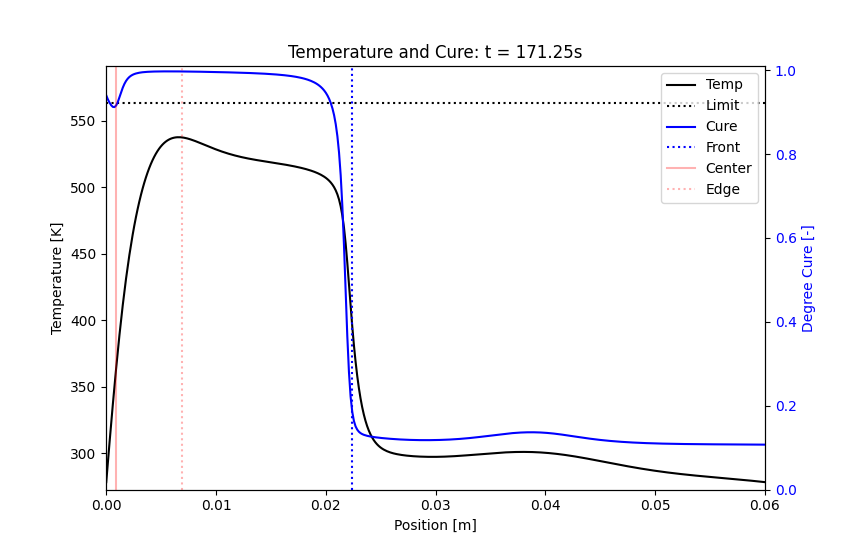 Temperature and Cure: t = 171.25s
Temp
Limit
Cure
Front
Center
Edge
Temperature [K]
550
500
450
400
350
300
Degree Cure [-]
1.0
0.8
0.6
0.4
0.2
0.0
0.00 0.01 0.02 0.03 0.04 0.05 0.06
Position [m]